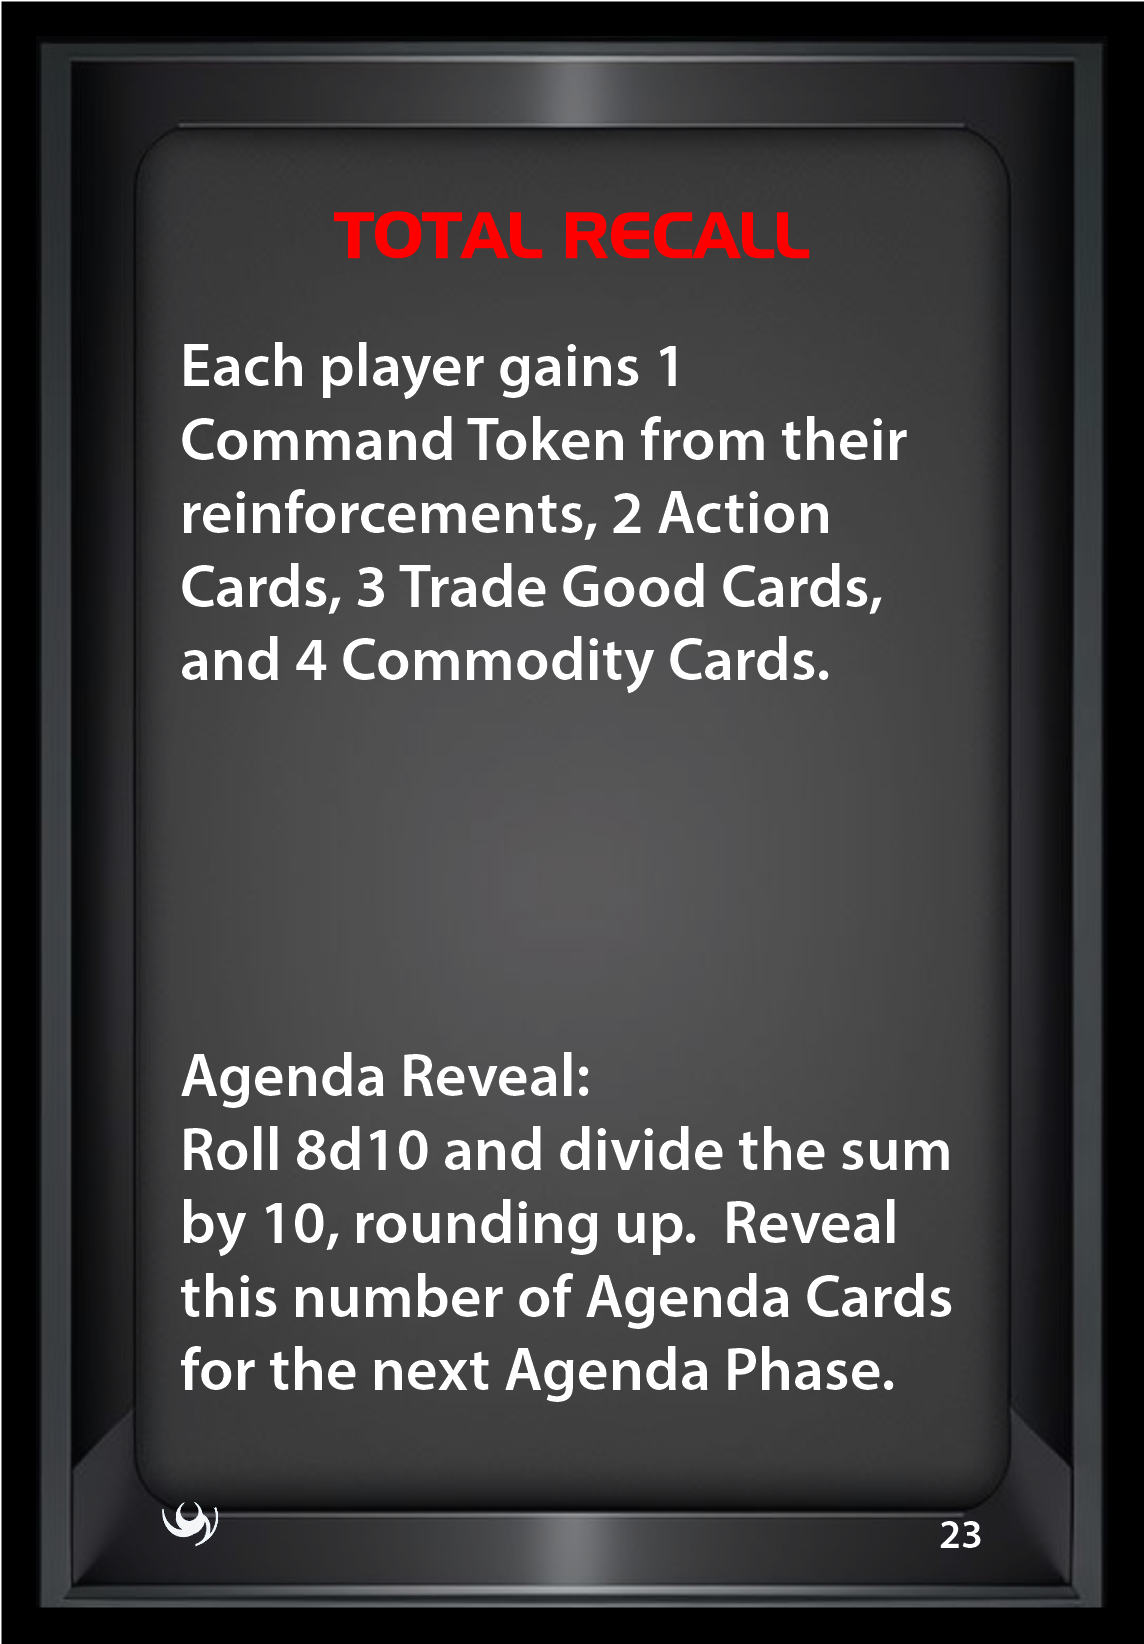 TOTAL RECALL
Each player gains 1
Command Token from their
reinforcements, 2 Action
Cards, 3 Trade Good Cards,
and 4 Commodity Cards.
Agenda Reveal:
Roll 8d10 and divide the sum
by 10, rounding up.  Reveal
this number of Agenda Cards
for the next Agenda Phase.
23